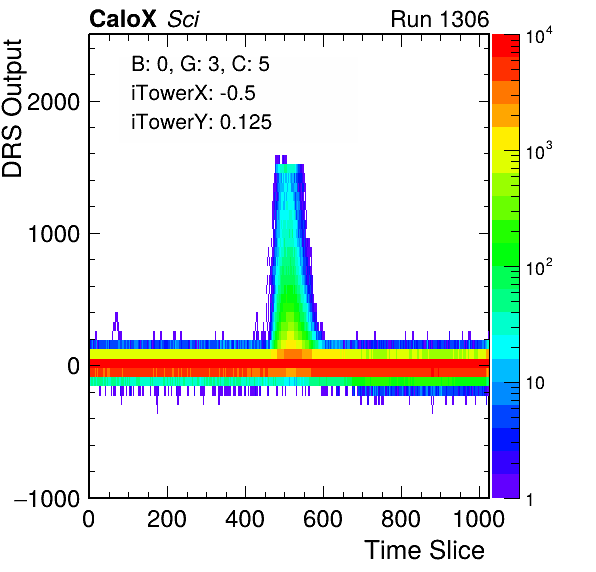 CaloX Sci Run 1306
B: 0, G: 3, C: 5
iTowerX: -0.5
iTowerY: 0.125
DRS Output
2000
1000
0
−1000
0 200 400 600 800 1000
Time Slice
10^4
10^3
10^2
10
1